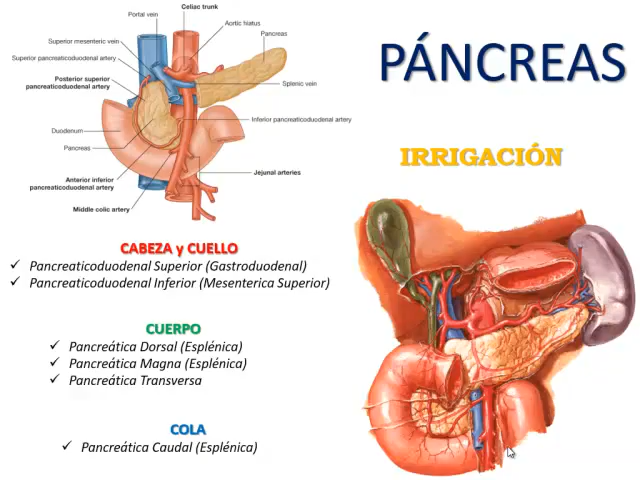 Celiac trunk
Portal vein
Aortic hiatus
Pancreas
Superior mesenteric vein
Superior pancreaticoduodenal artery
Posterior superior
pancreaticoduodenal artery
Splenic vein
Inferior pancreaticoduodenal artery
Duodenum
Pancreas
Anterior inferior
pancreaticoduodenal artery
Jejunal arteries
Middle colic artery
PÁNCREAS
IRRIGACIÓN
CABEZA y CUELLO
✓ Pancreaticoduodenal Superior (Gastroduodenal)
✓ Pancreaticoduodenal Inferior (Mesenterica Superior)
CUERPO
✓ Pancreática Dorsal (Esplénica)
✓ Pancreática Magna (Esplénica)
✓ Pancreática Transversa
COLA
✓ Pancreática Caudal (Esplénica)